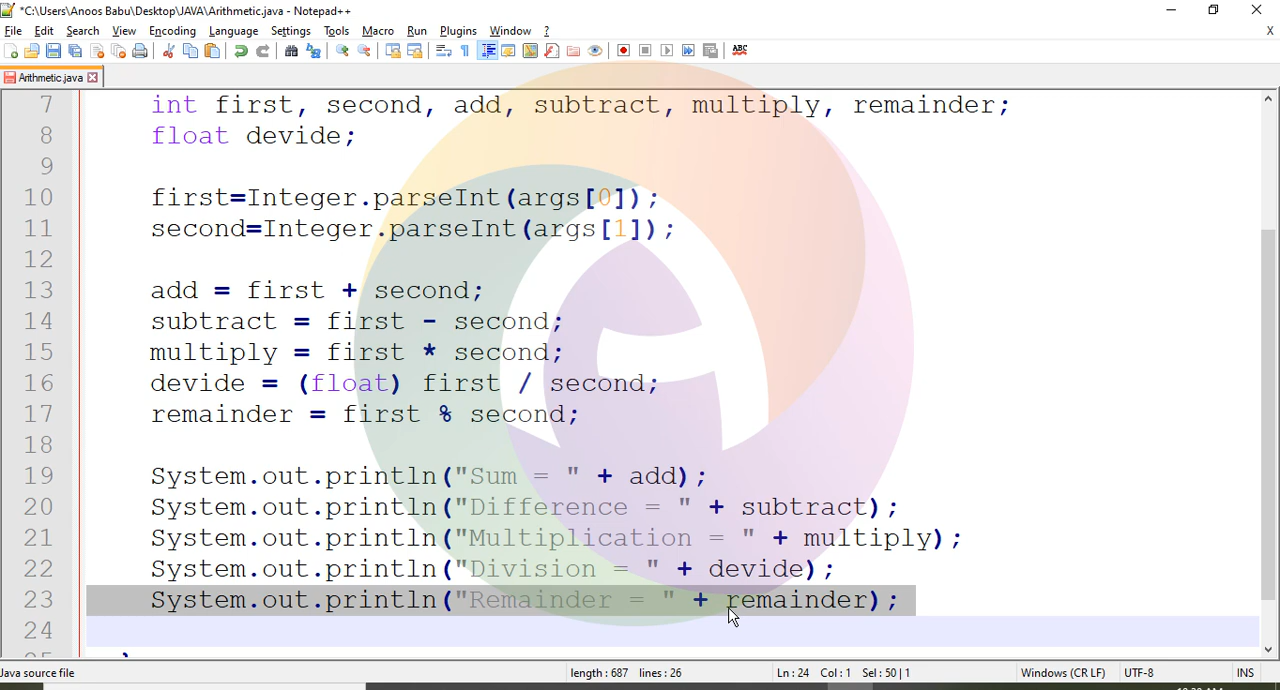 *C:\Users\Anoos Babu\Desktop\JAVA\Arithmetic.java - Notepad++
File Edit Search View Encoding Language Settings Tools Macro Run Plugins Window ? X
ABC
Arithmetic.java
7 int first, second, add, subtract, multiply, remainder;
8 float devide;
9
10 first=Integer.parseInt(args[0]);
11 second=Integer.parseInt(args[1]);
12
13 add = first + second;
14 subtract = first - second;
15 multiply = first * second;
16 devide = (float) first / second;
17 remainder = first % second;
18
19 System.out.println("Sum = " + add);
20 System.out.println("Difference = " + subtract);
21 System.out.println("Multiplication = " + multiply);
22 System.out.println("Division = " + devide);
23 System.out.println("Remainder = " + remainder);
24
Java source file length : 687 lines : 26 Ln : 24 Col : 1 Sel : 50 | 1 Windows (CR LF) UTF-8 INS